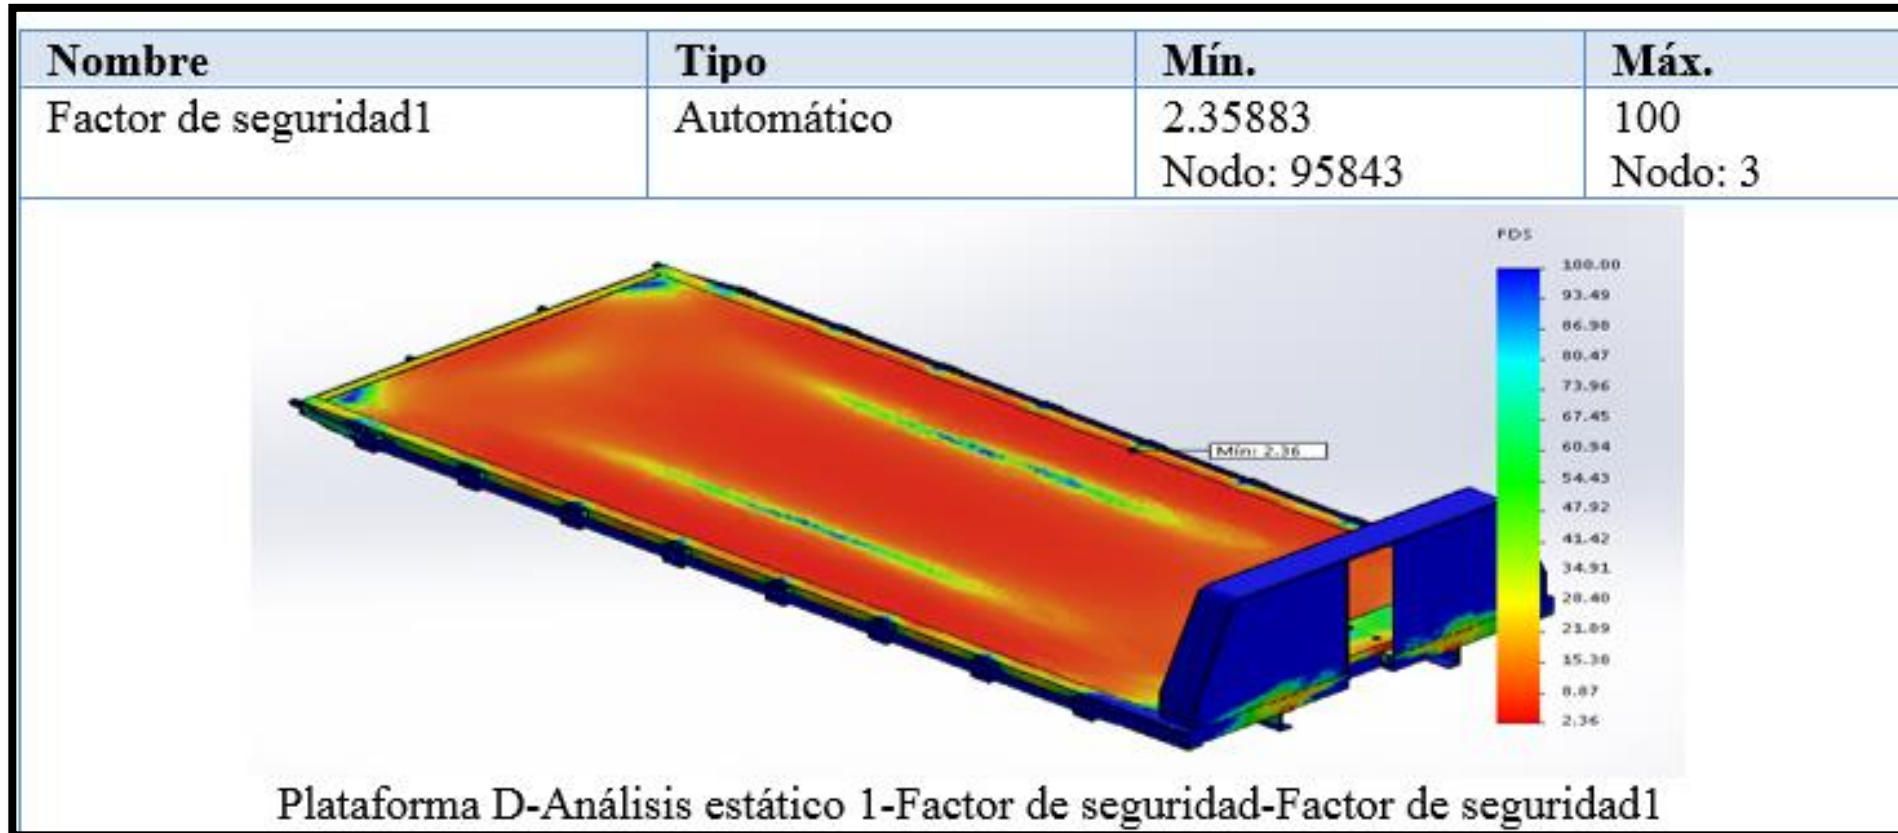 Nombre Tipo Mín. Máx.
Factor de seguridad1 Automático 2.35883 100
Nodo: 95843 Nodo: 3
FDS
100.00
93.49
86.98
80.47
73.96
67.45
60.94
54.43
47.92
41.42
34.91
28.40
21.89
15.38
8.87
2.36
Mín: 2.36
Plataforma D-Análisis estático 1-Factor de seguridad-Factor de seguridad1